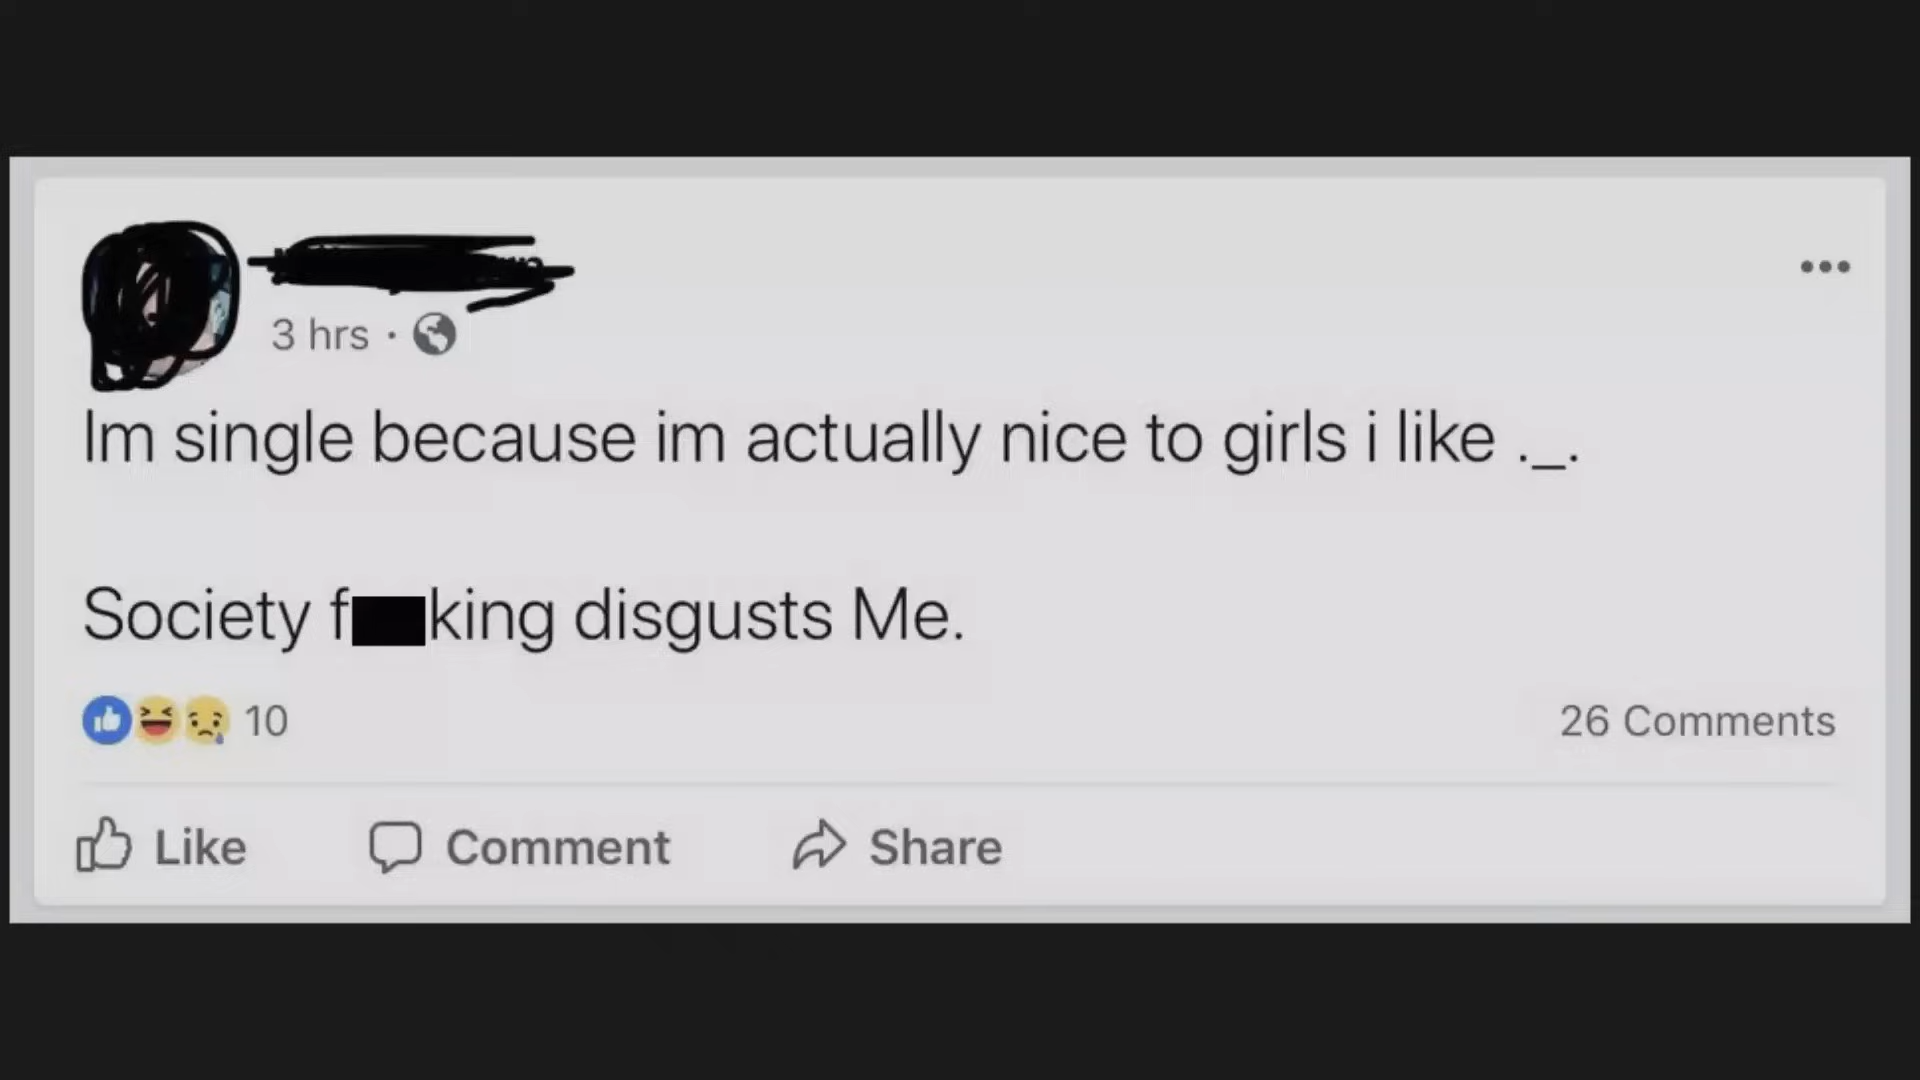 3 hrs ·
Im single because im actually nice to girls i like ._.
Society f king disgusts Me.
10
26 Comments
Like
Comment
Share